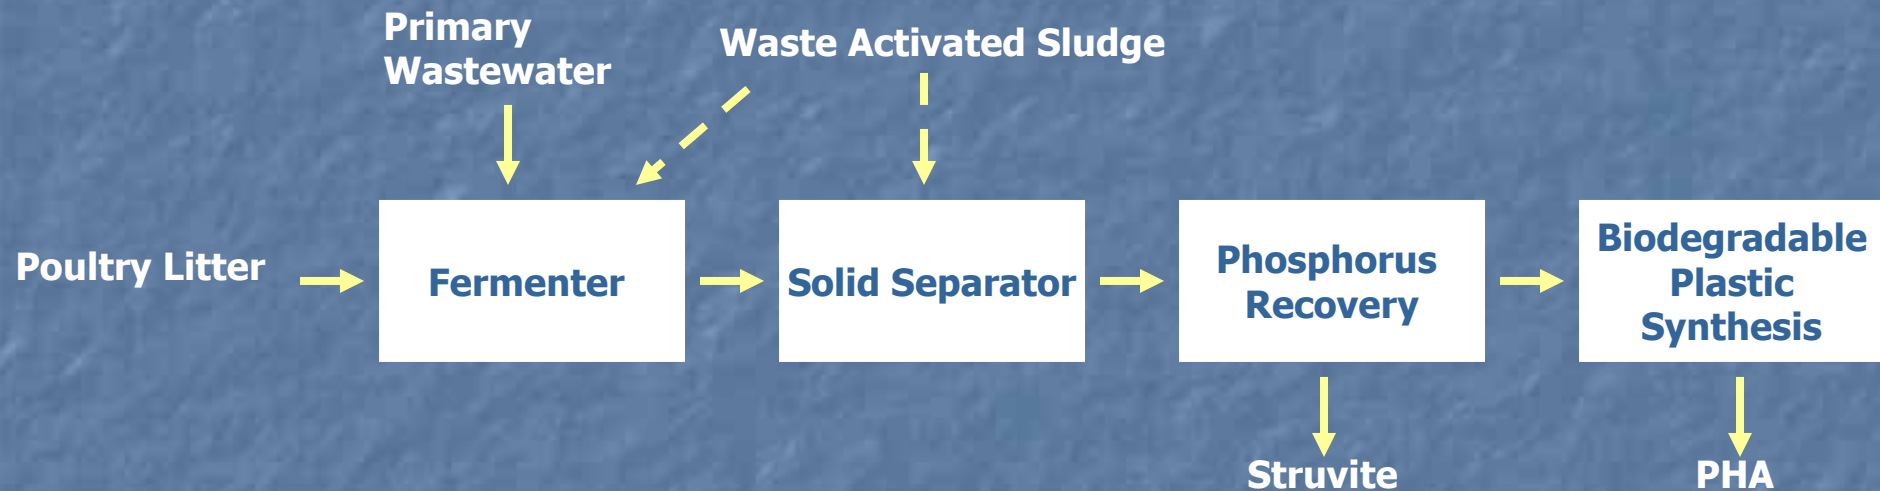 Primary
Wastewater
Waste Activated Sludge
Poultry Litter
Fermenter
Solid Separator
Phosphorus
Recovery
Biodegradable
Plastic
Synthesis
Struvite
PHA